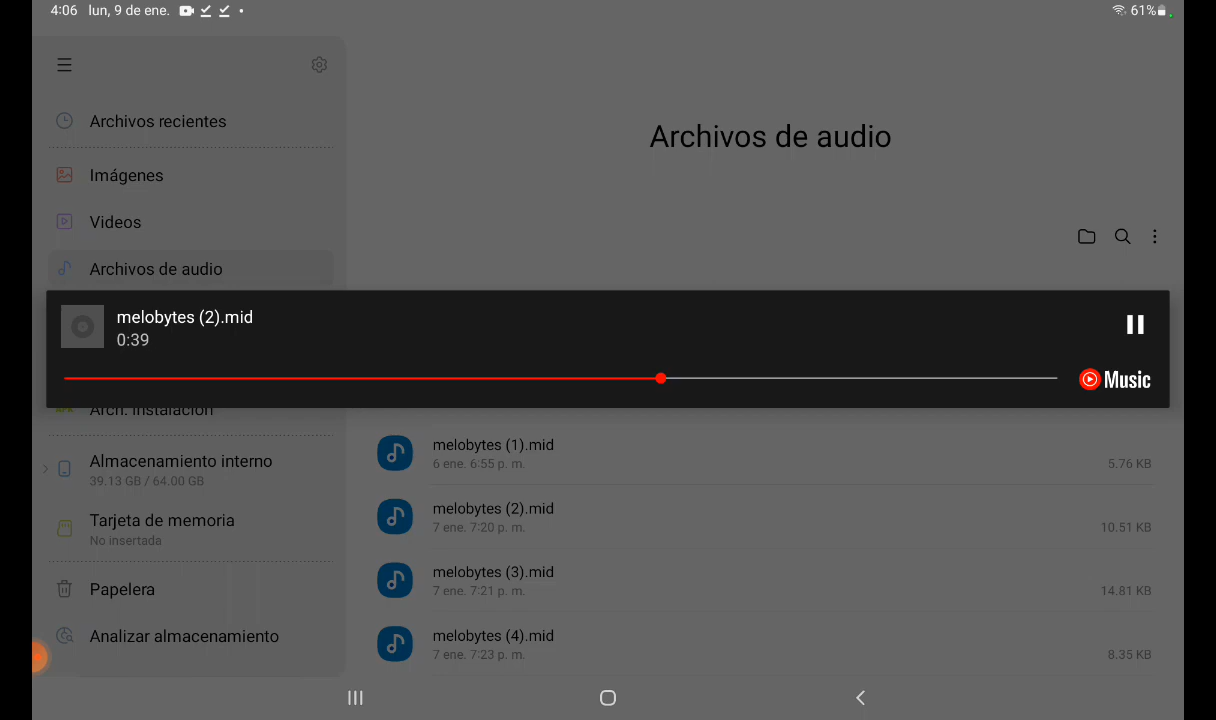 4:06 lun, 9 de ene.
61%
Archivos recientes
Imágenes
Videos
Archivos de audio
Archivos de audio
melobytes (2).mid
0:39
Music
Arch. instalación
Almacenamiento interno
39.13 GB / 64.00 GB
Tarjeta de memoria
No insertada
Papelera
Analizar almacenamiento
melobytes (1).mid
6 ene. 6:55 p. m.
5.76 KB
melobytes (2).mid
7 ene. 7:20 p. m.
10.51 KB
melobytes (3).mid
7 ene. 7:21 p. m.
14.81 KB
melobytes (4).mid
7 ene. 7:23 p. m.
8.35 KB